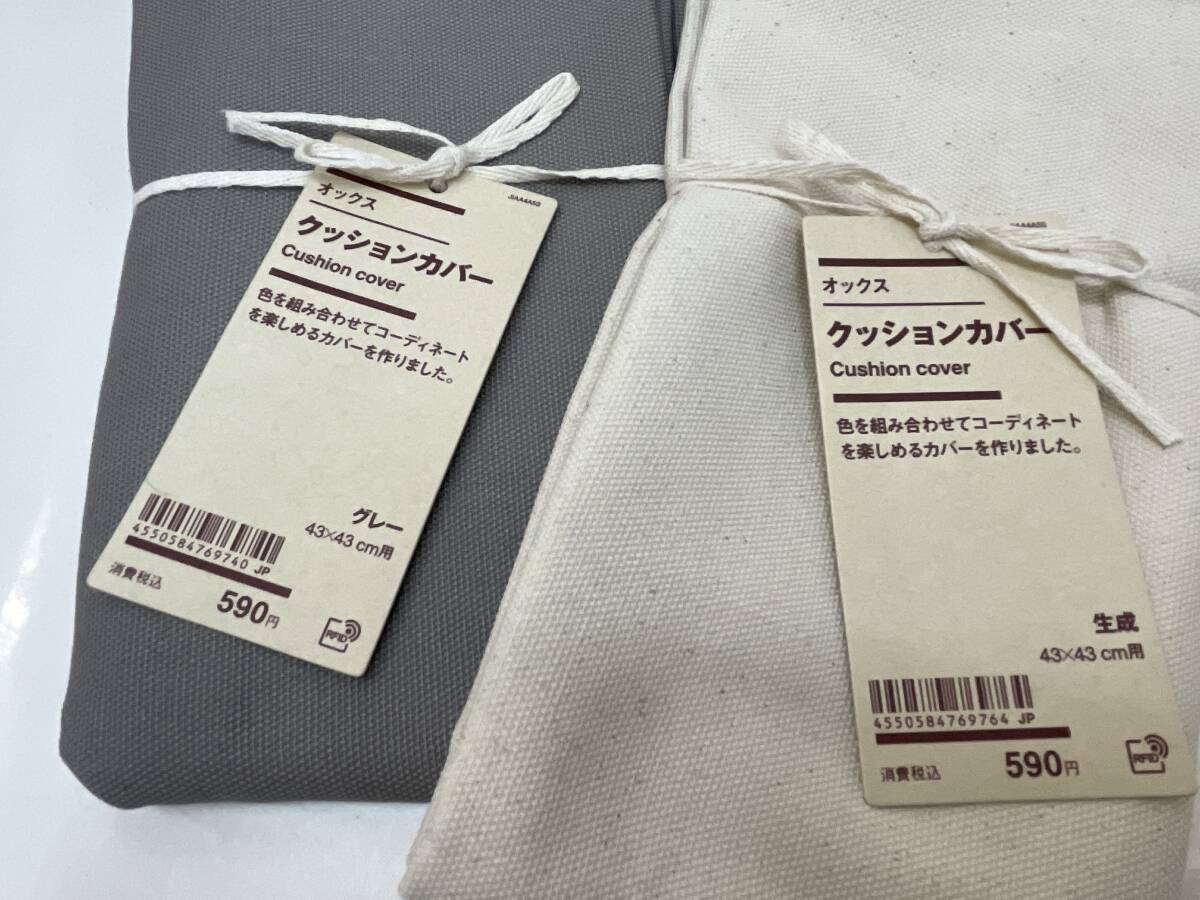 JIAA4AS0
オックス
クッションカバー
Cushion cover
色を組み合わせてコーディネート
を楽しめるカバーを作りました。
グレー
43×43 cm用
4550584769740 JP
消費税込
590円
RFID
オックス
クッションカバー
Cushion cover
色を組み合わせてコーディネート
を楽しめるカバーを作りました。
生成
43×43 cm用
4550584769764 JP
消費税込
590円
RFID